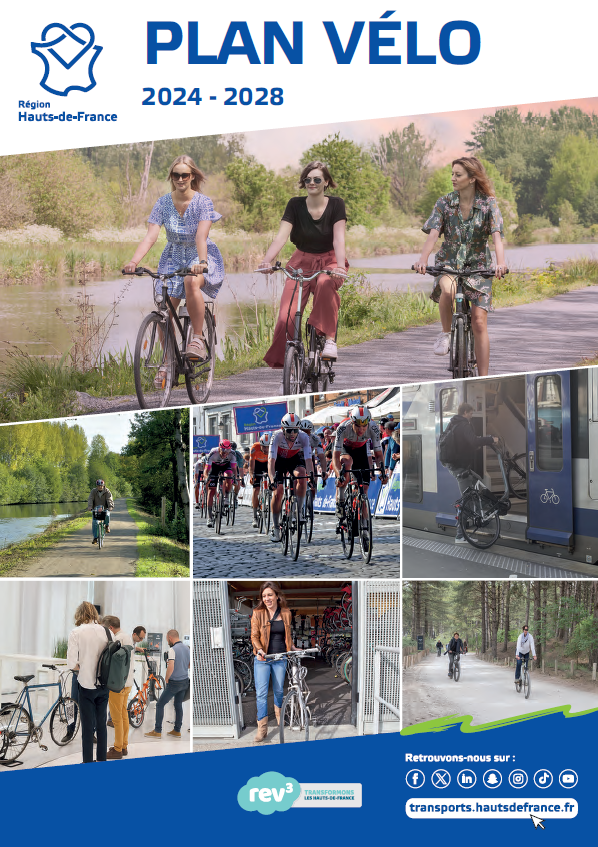 PLAN VÉLO
2024 - 2028
Région
Hauts-de-France
Retrouvons-nous sur :
rev³
TRANSFORMONS
LES HAUTS-DE-FRANCE
transports.hautsdefrance.fr